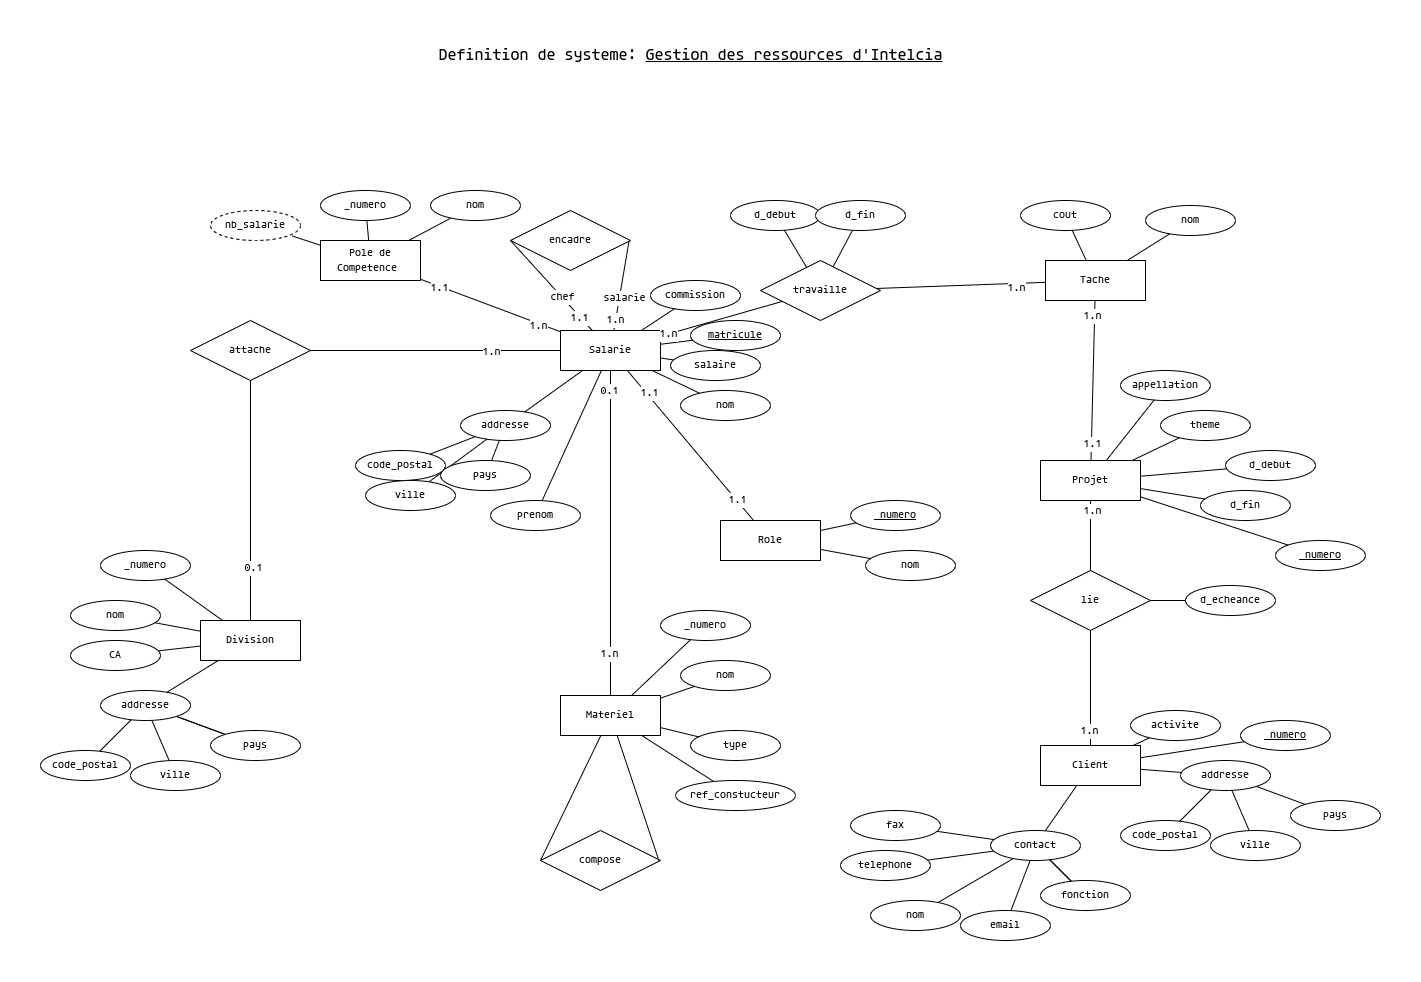 Definition de systeme: Gestion des ressources d'Intelcia
nb_salarie
_numero
nom
Pole de
Competence
1.1
1.n
encadre
chef
1.1
salarie
1.n
d_debut
d_fin
travaille
1.n
1.n
cout
nom
Tache
1.n
commission
matricule
salaire
nom
Salarie
attache
1.n
0.1
addresse
code_postal
ville
pays
prenom
0.1
1.n
1.1
1.1
Role
_numero
nom
1.1
appellation
theme
d_debut
d_fin
_numero
Projet
1.n
lie
d_echeance
1.n
_numero
nom
CA
Division
addresse
code_postal
ville
pays
_numero
nom
type
ref_constucteur
Materiel
compose
activite
_numero
Client
addresse
code_postal
ville
pays
contact
fax
telephone
nom
email
fonction